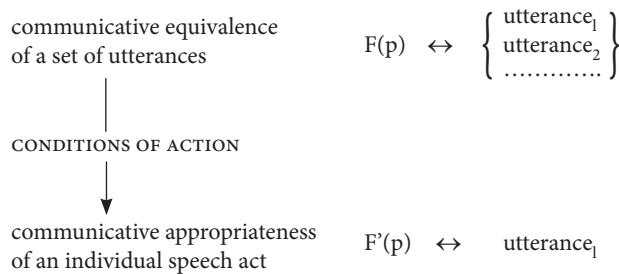 communicative equivalence
of a set of utterances
F(p) ↔ { utterance₁
utterance₂
............. }
CONDITIONS OF ACTION
communicative appropriateness
of an individual speech act
F’(p) ↔ utterance₁